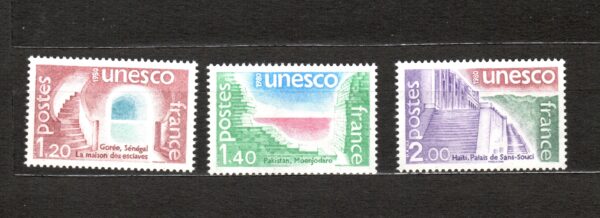 1980 unesco
postes
france
1.20
Gorée, Sénégal
La maison des esclaves
1980 unesco
postes
france
1.40
Pakistan, Moenjodaro
1980 unesco
postes
france
2.00
Haïti, Palais de Sans-Souci